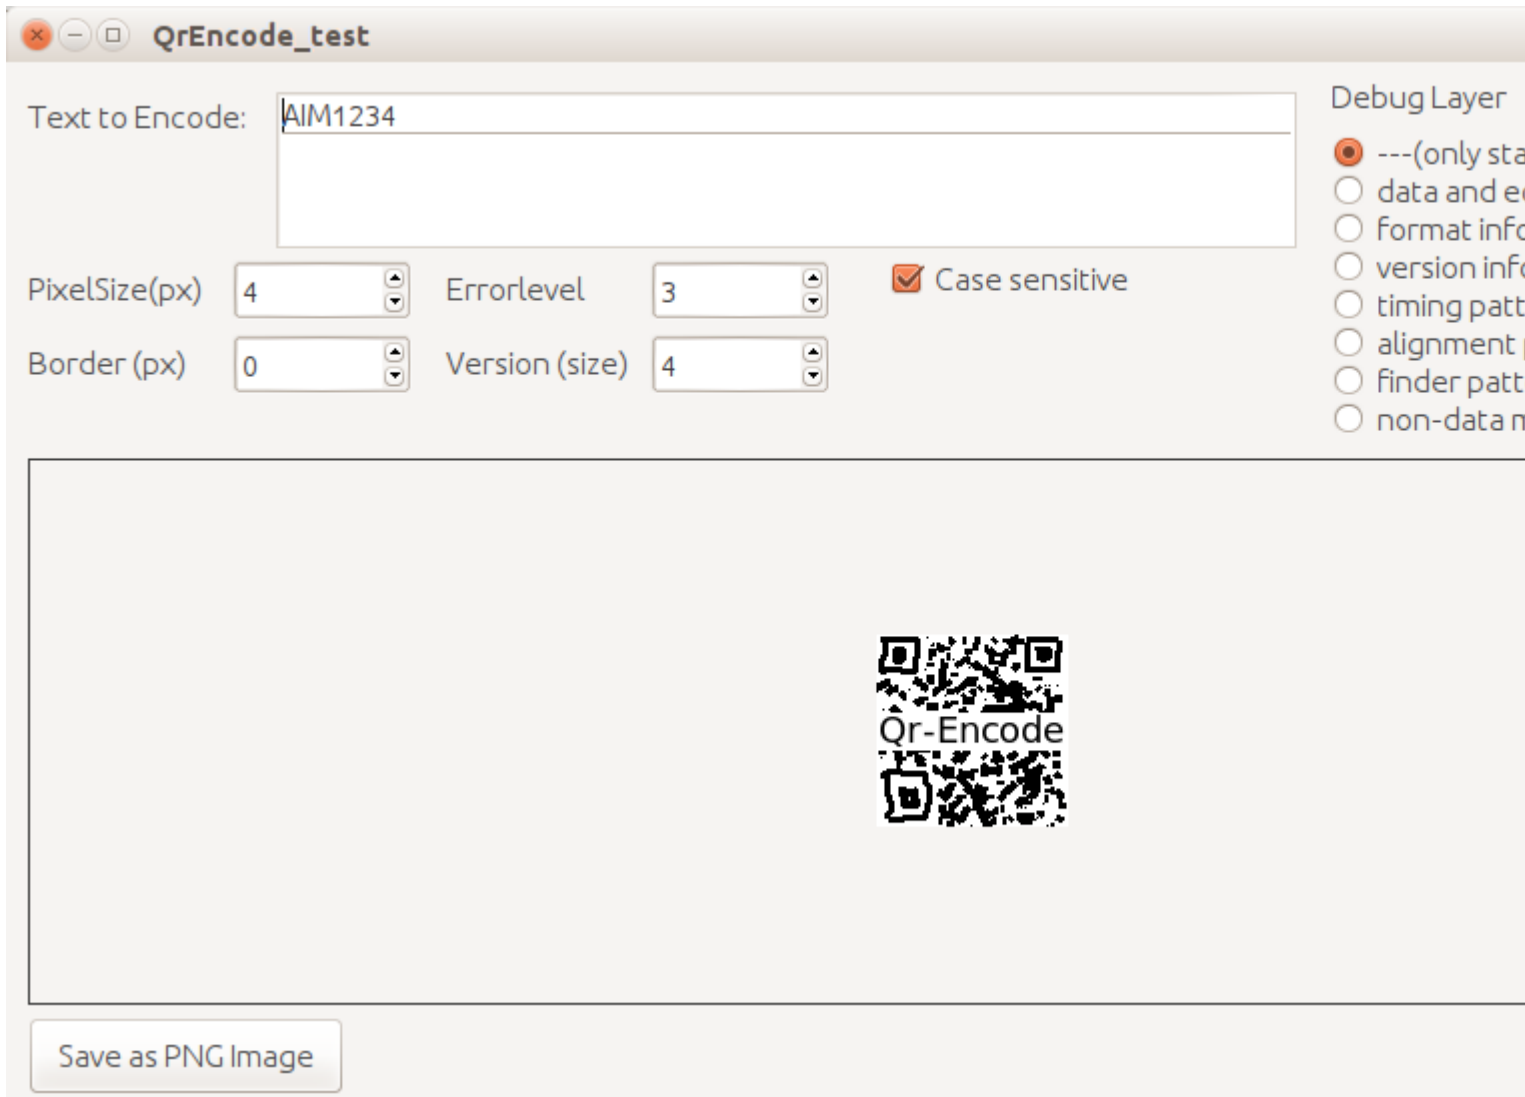 QrEncode_test
Text to Encode:
AIM1234
Debug Layer
---(only sta
data and e
format info
version info
timing patt
alignment
finder patt
non-data
PixelSize(px)
4
Errorlevel
3
Case sensitive
Border (px)
0
Version (size)
4
Qr-Encode
Save as PNG Image